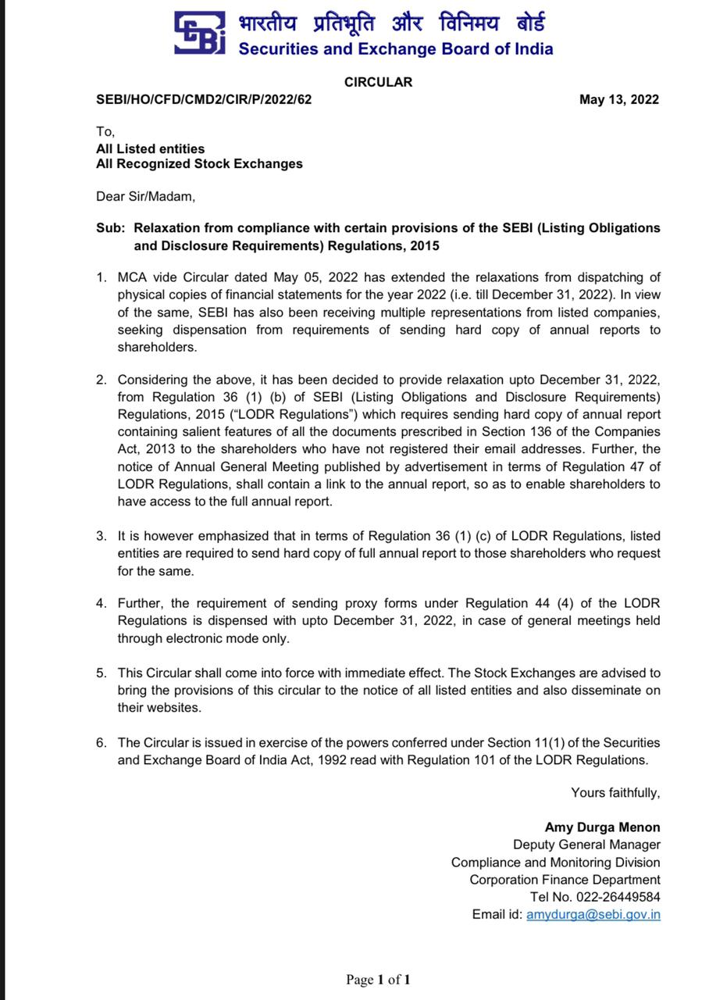 SEBi
भारतीय प्रतिभूति और विनिमय बोर्ड
Securities and Exchange Board of India
CIRCULAR
SEBI/HO/CFD/CMD2/CIR/P/2022/62 May 13, 2022
To,
All Listed entities
All Recognized Stock Exchanges
Dear Sir/Madam,
Sub: Relaxation from compliance with certain provisions of the SEBI (Listing Obligations
and Disclosure Requirements) Regulations, 2015
1. MCA vide Circular dated May 05, 2022 has extended the relaxations from dispatching of
physical copies of financial statements for the year 2022 (i.e. till December 31, 2022). In view
of the same, SEBI has also been receiving multiple representations from listed companies,
seeking dispensation from requirements of sending hard copy of annual reports to
shareholders.
2. Considering the above, it has been decided to provide relaxation upto December 31, 2022,
from Regulation 36 (1) (b) of SEBI (Listing Obligations and Disclosure Requirements)
Regulations, 2015 (“LODR Regulations”) which requires sending hard copy of annual report
containing salient features of all the documents prescribed in Section 136 of the Companies
Act, 2013 to the shareholders who have not registered their email addresses. Further, the
notice of Annual General Meeting published by advertisement in terms of Regulation 47 of
LODR Regulations, shall contain a link to the annual report, so as to enable shareholders to
have access to the full annual report.
3. It is however emphasized that in terms of Regulation 36 (1) (c) of LODR Regulations, listed
entities are required to send hard copy of full annual report to those shareholders who request
for the same.
4. Further, the requirement of sending proxy forms under Regulation 44 (4) of the LODR
Regulations is dispensed with upto December 31, 2022, in case of general meetings held
through electronic mode only.
5. This Circular shall come into force with immediate effect. The Stock Exchanges are advised to
bring the provisions of this circular to the notice of all listed entities and also disseminate on
their websites.
6. The Circular is issued in exercise of the powers conferred under Section 11(1) of the Securities
and Exchange Board of India Act, 1992 read with Regulation 101 of the LODR Regulations.
Yours faithfully,
Amy Durga Menon
Deputy General Manager
Compliance and Monitoring Division
Corporation Finance Department
Tel No. 022-26449584
Email id: amydurga@sebi.gov.in
Page 1 of 1